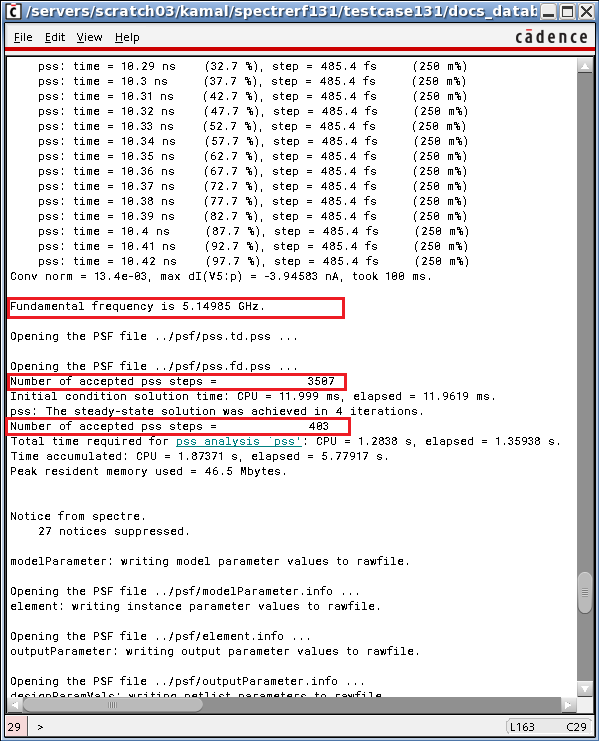 /servers/scratch03/kamal/spectrerf131/testcase131/docs_datab
File Edit View Help cādence
pss: time = 10.29 ns (32.7 %), step = 485.4 fs (250 m%)
pss: time = 10.3 ns (37.7 %), step = 485.4 fs (250 m%)
pss: time = 10.31 ns (42.7 %), step = 485.4 fs (250 m%)
pss: time = 10.32 ns (47.7 %), step = 485.4 fs (250 m%)
pss: time = 10.33 ns (52.7 %), step = 485.4 fs (250 m%)
pss: time = 10.34 ns (57.7 %), step = 485.4 fs (250 m%)
pss: time = 10.35 ns (62.7 %), step = 485.4 fs (250 m%)
pss: time = 10.36 ns (67.7 %), step = 485.4 fs (250 m%)
pss: time = 10.37 ns (72.7 %), step = 485.4 fs (250 m%)
pss: time = 10.38 ns (77.7 %), step = 485.4 fs (250 m%)
pss: time = 10.39 ns (82.7 %), step = 485.4 fs (250 m%)
pss: time = 10.4 ns (87.7 %), step = 485.4 fs (250 m%)
pss: time = 10.41 ns (92.7 %), step = 485.4 fs (250 m%)
pss: time = 10.42 ns (97.7 %), step = 485.4 fs (250 m%)
Conv norm = 13.4e-03, max dI(V5:p) = -3.94583 nA, took 100 ms.
Fundamental frequency is 5.14985 GHz.
Opening the PSF file ../psf/pss.td.pss ...
Opening the PSF file ../psf/pss.fd.pss ...
Number of accepted pss steps = 3507
Initial condition solution time: CPU = 11.999 ms, elapsed = 11.9619 ms.
pss: The steady-state solution was achieved in 4 iterations.
Number of accepted pss steps = 403
Total time required for pss analysis `pss': CPU = 1.2838 s, elapsed = 1.35938 s.
Time accumulated: CPU = 1.87371 s, elapsed = 5.77917 s.
Peak resident memory used = 46.5 Mbytes.
Notice from spectre.
27 notices suppressed.
modelParameter: writing model parameter values to rawfile.
Opening the PSF file ../psf/modelParameter.info ...
element: writing instance parameter values to rawfile.
Opening the PSF file ../psf/element.info ...
outputParameter: writing output parameter values to rawfile.
Opening the PSF file ../psf/outputParameter.info ...
designParamVals: writing netlist parameters to rawfile.
29 > L163 C29